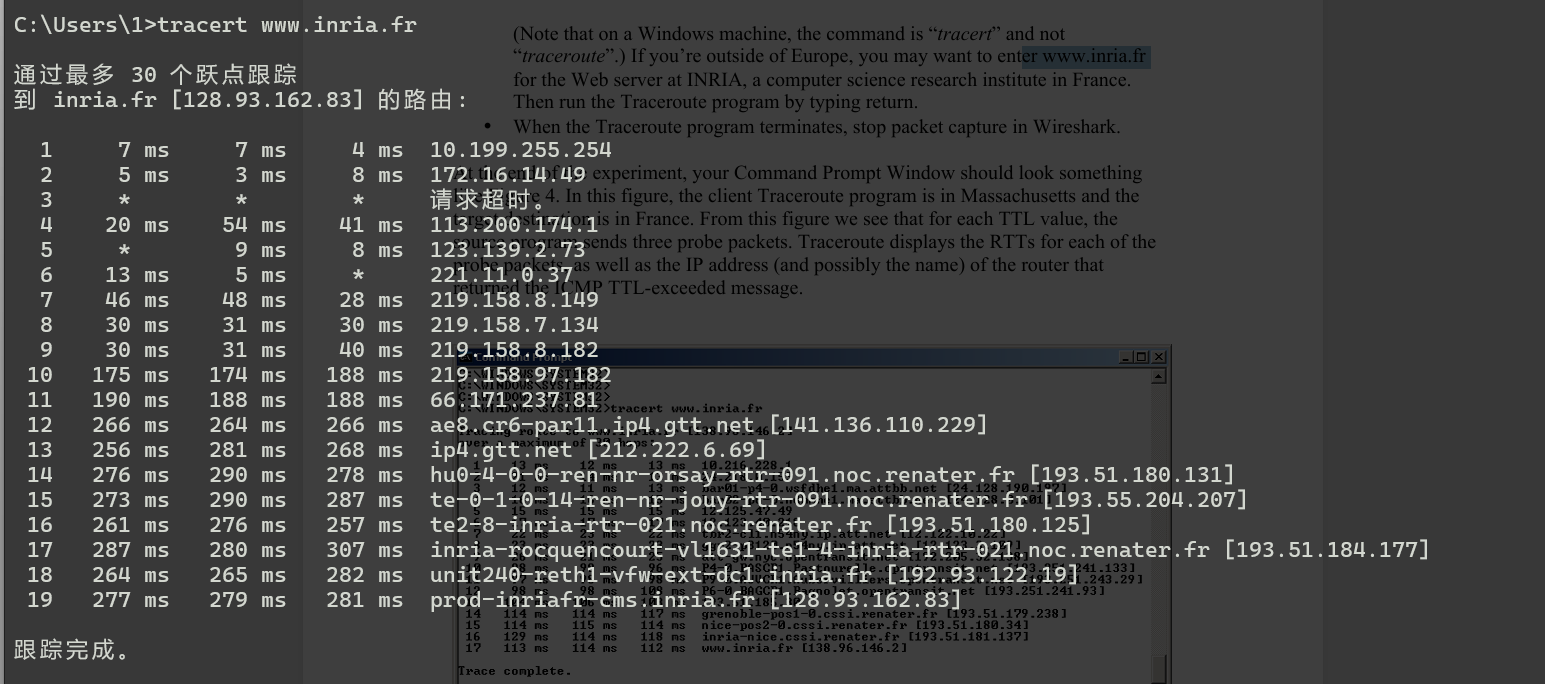 C:\Users\1>tracert www.inria.fr
通过最多 30 个跃点跟踪
到 inria.fr [128.93.162.83] 的路由:
1 7 ms 7 ms 4 ms 10.199.255.254
2 5 ms 3 ms 8 ms 172.16.14.49
3 * * * 请求超时。
4 20 ms 54 ms 41 ms 113.200.174.1
5 * 9 ms 8 ms 123.139.2.73
6 13 ms 5 ms * 221.11.0.37
7 46 ms 48 ms 28 ms 219.158.8.149
8 30 ms 31 ms 30 ms 219.158.7.134
9 30 ms 31 ms 40 ms 219.158.8.182
10 175 ms 174 ms 188 ms 219.158.97.182
11 190 ms 188 ms 188 ms 66.171.237.81
12 266 ms 264 ms 266 ms ae8.cr6-par11.ip4.gtt.net [141.136.110.229]
13 256 ms 281 ms 268 ms ip4.gtt.net [212.222.6.69]
14 276 ms 290 ms 278 ms hu0-4-0-0-ren-nr-orsay-rtr-091.noc.renater.fr [193.51.180.131]
15 273 ms 290 ms 287 ms te-0-1-0-14-ren-nr-jouy-rtr-091.noc.renater.fr [193.55.204.207]
16 261 ms 276 ms 257 ms te2-8-inria-rtr-021.noc.renater.fr [193.51.180.125]
17 287 ms 280 ms 307 ms inria-rocquencourt-vl1631-te1-4-inria-rtr-021.noc.renater.fr [193.51.184.177]
18 264 ms 265 ms 282 ms unit240-reth1-vfw-ext-dc1.inria.fr [192.93.122.19]
19 277 ms 279 ms 281 ms prod-inriafr-cms.inria.fr [128.93.162.83]
跟踪完成。
(Note that on a Windows machine, the command is “tracert” and not
“traceroute”.) If you’re outside of Europe, you may want to enter www.inria.fr
for the Web server at INRIA, a computer science research institute in France.
Then run the Traceroute program by typing return.
• When the Traceroute program terminates, stop packet capture in Wireshark.
the end of the experiment, your Command Prompt Window should look something
4. In this figure, the client Traceroute program is in Massachusetts and the
target destination is in France. From this figure we see that for each TTL value, the
source program sends three probe packets. Traceroute displays the RTTs for each of the
probe packets, as well as the IP address (and possibly the name) of the router that
returned the ICMP TTL-exceeded message.
Command Prompt
C:\WINDOWS\SYSTEM32>
C:\WINDOWS\SYSTEM32>
C:\WINDOWS\SYSTEM32>tracert www.inria.fr
14 114 ms 114 ms 117 ms grenoble-pos1-0.cssi.renater.fr [193.51.179.238]
15 114 ms 114 ms 114 ms nice-pos2-0.cssi.renater.fr [193.51.180.34]
16 129 ms 114 ms 118 ms inria-nice.cssi.renater.fr [193.51.181.137]
17 113 ms 114 ms 112 ms www.inria.fr [138.96.146.2]
Trace complete.